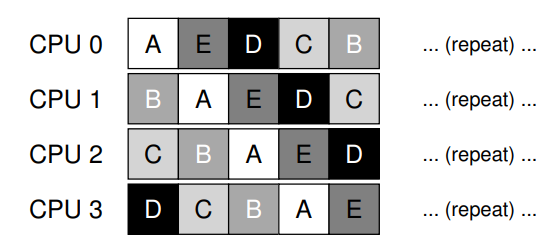 CPU 0 A E D C B ... (repeat) ...
CPU 1 B A E D C ... (repeat) ...
CPU 2 C B A E D ... (repeat) ...
CPU 3 D C B A E ... (repeat) ...